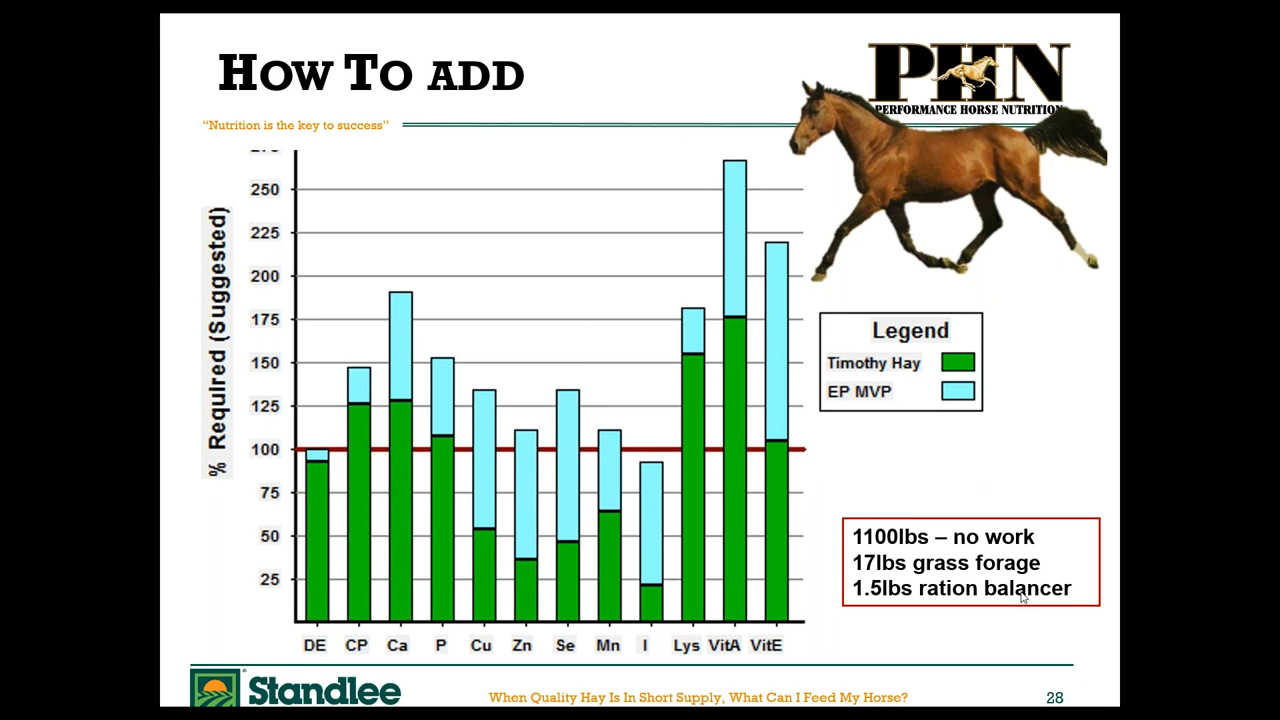 HOW TO ADD
PHN
PERFORMANCE HORSE NUTRITION
“Nutrition is the key to success”
% Required (Suggested)
250
225
200
175
150
125
100
75
50
25
DE CP Ca P Cu Zn Se Mn I Lys VitA VitE
Legend
Timothy Hay
EP MVP
1100lbs – no work
17lbs grass forage
1.5lbs ration balancer
Standlee
When Quality Hay Is In Short Supply, What Can I Feed My Horse?
28